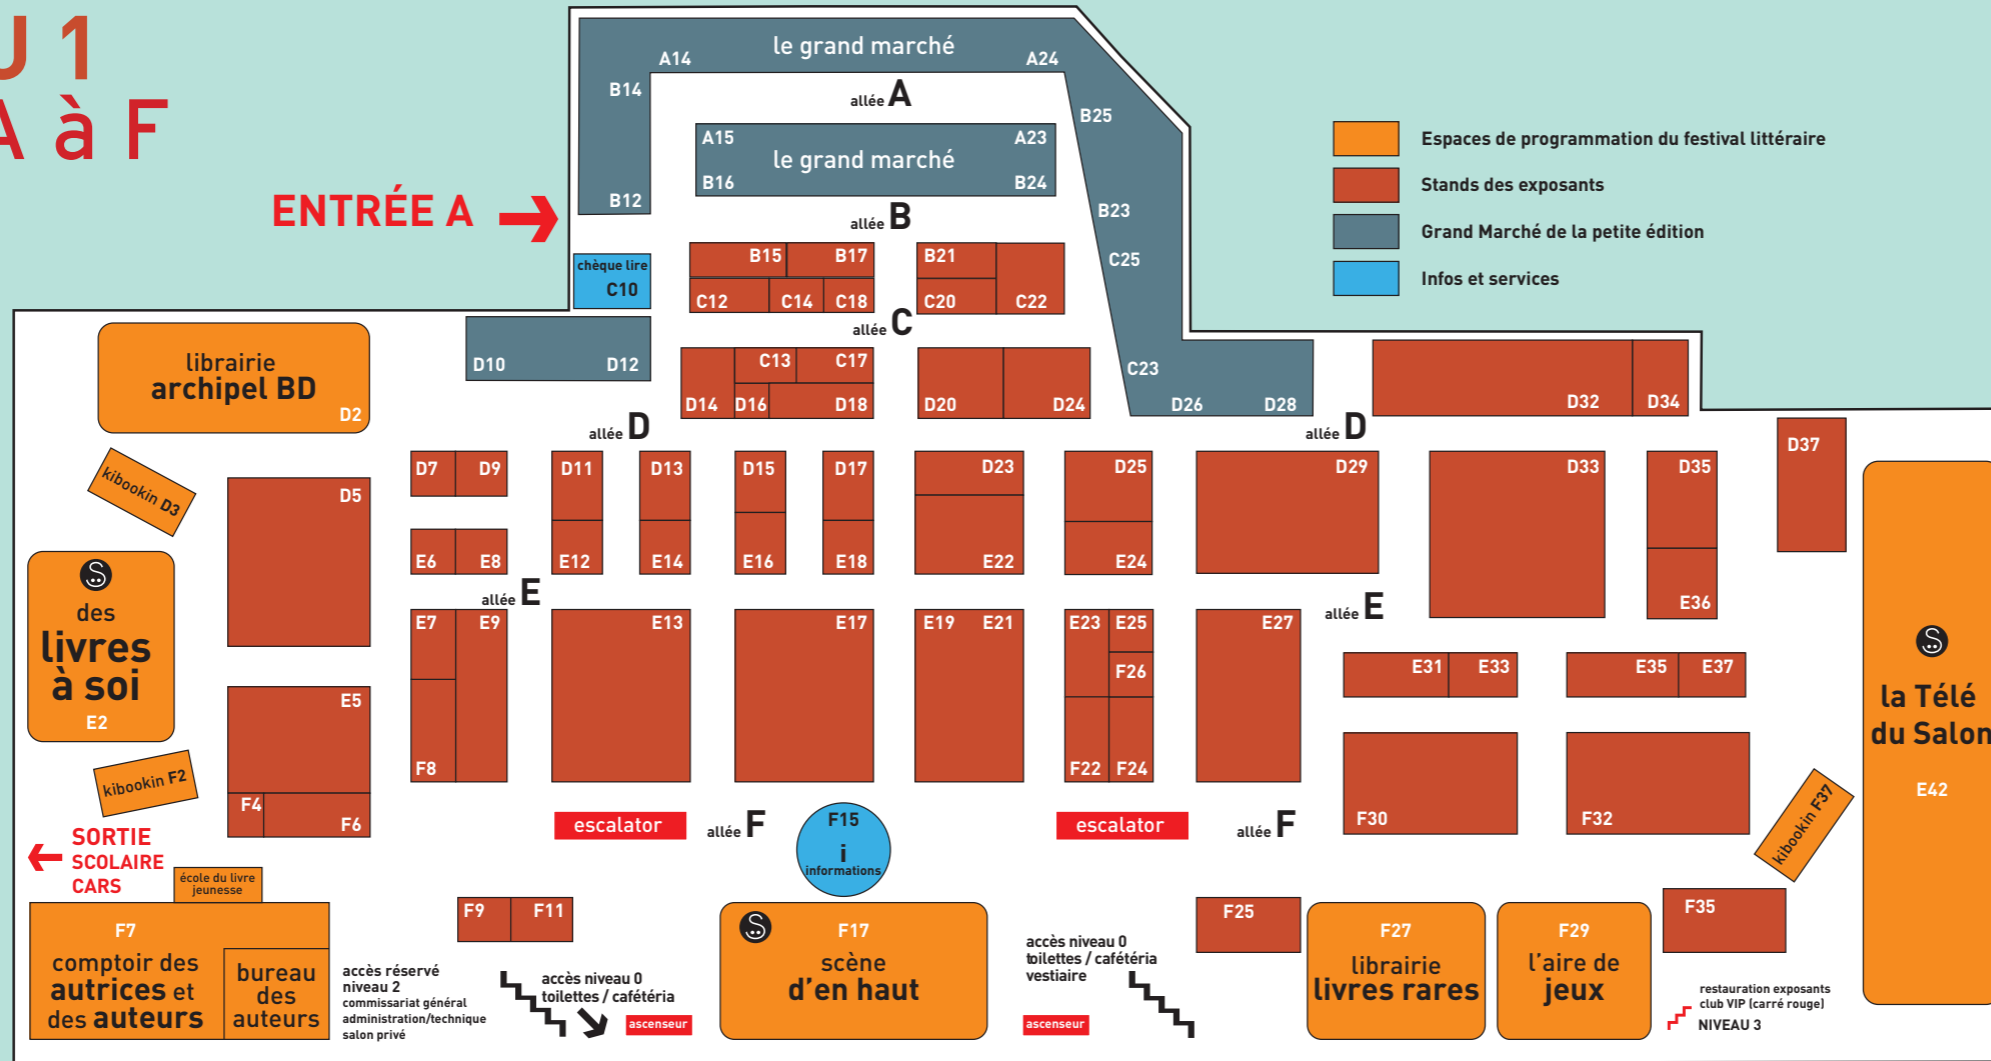 U 1
A à F
ENTRÉE A
le grand marché
A14
A24
B14
B12
allée A
B25
A15
A23
le grand marché
B16
B24
B23
C25
C23
D26
D28
allée B
Espaces de programmation du festival littéraire
Stands des exposants
Grand Marché de la petite édition
Infos et services
chèque lire
C10
B15
B17
B21
C12
C14
C18
C20
C22
allée C
D10
D12
C13
C17
D14
D16
D18
D20
D24
D32
D34
librairie
archipel BD
D2
allée D
allée D
kibookin D3
D5
D7
D9
D11
D13
D15
D17
D23
D25
D29
D33
D35
D37
E6
E8
E12
E14
E16
E18
E22
E24
E36
des
livres
à soi
E2
allée E
allée E
E5
E7
E9
E13
E17
E19
E21
E23
E25
E27
F26
E31
E33
E35
E37
la Télé
du Salon
E42
kibookin F2
F4
F6
F8
F22
F24
F30
F32
kibookin F37
SORTIE
SCOLAIRE
CARS
escalator
allée F
F15
i
informations
escalator
allée F
école du livre
jeunesse
F7
comptoir des
autrices et
des auteurs
bureau
des
auteurs
accès réservé
niveau 2
commissariat général
administration/technique
salon privé
F9
F11
accès niveau 0
toilettes / cafétéria
ascenseur
F17
scène
d'en haut
accès niveau 0
toilettes / cafétéria
vestiaire
ascenseur
F25
F27
librairie
livres rares
F29
l'aire de
jeux
F35
restauration exposants
club VIP (carré rouge)
NIVEAU 3